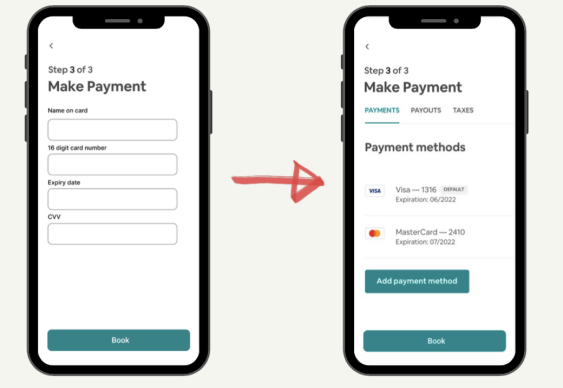 Step 3 of 3
Make Payment
Name on card
16 digit card number
Expiry date
CVV
Book
Step 3 of 3
Make Payment
PAYMENTS PAYOUTS TAXES
Payment methods
VISA Visa — 1316 DEFAULT
Expiration: 06/2022
MasterCard — 2410
Expiration: 07/2022
Add payment method
Book